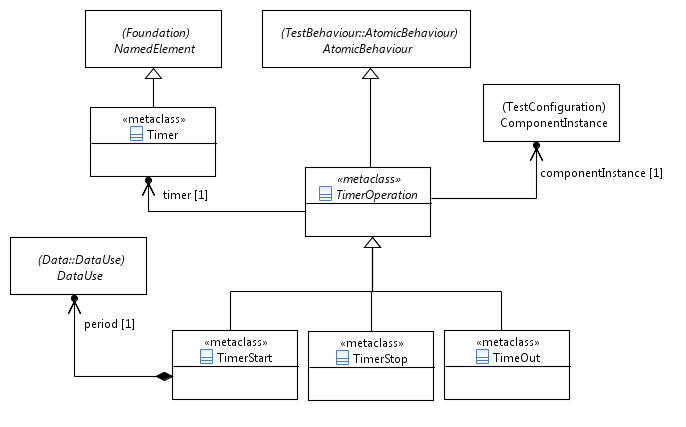 (Foundation)
NamedElement
(TestBehaviour::AtomicBehaviour)
AtomicBehaviour
(TestConfiguration)
ComponentInstance
«metaclass»
Timer
«metaclass»
TimerOperation
componentInstance [1]
timer [1]
(Data::DataUse)
DataUse
period [1]
«metaclass»
TimerStart
«metaclass»
TimerStop
«metaclass»
TimeOut